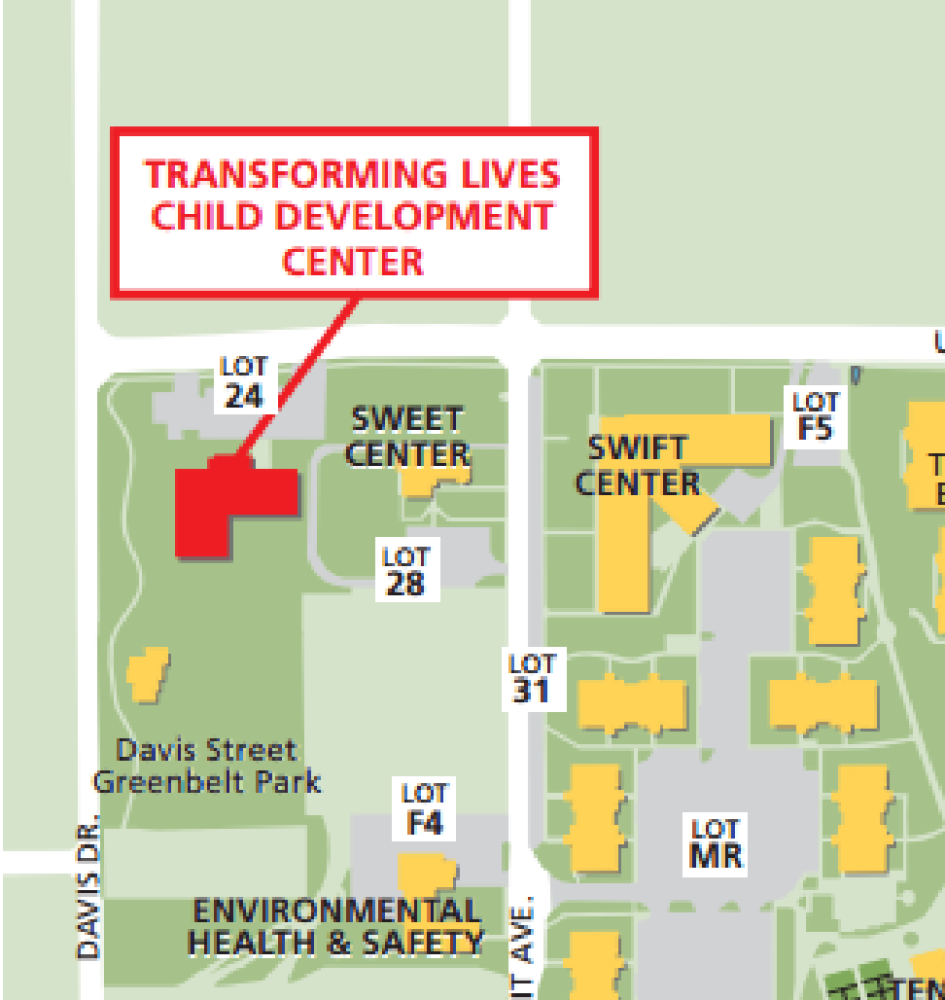 TRANSFORMING LIVES
CHILD DEVELOPMENT
CENTER
LOT
24
SWEET
CENTER
LOT
F5
SWIFT
CENTER
LOT
28
LOT
31
Davis Street
Greenbelt Park
LOT
F4
LOT
MR
DAVIS DR.
ENVIRONMENTAL
HEALTH & SAFETY
AVE.